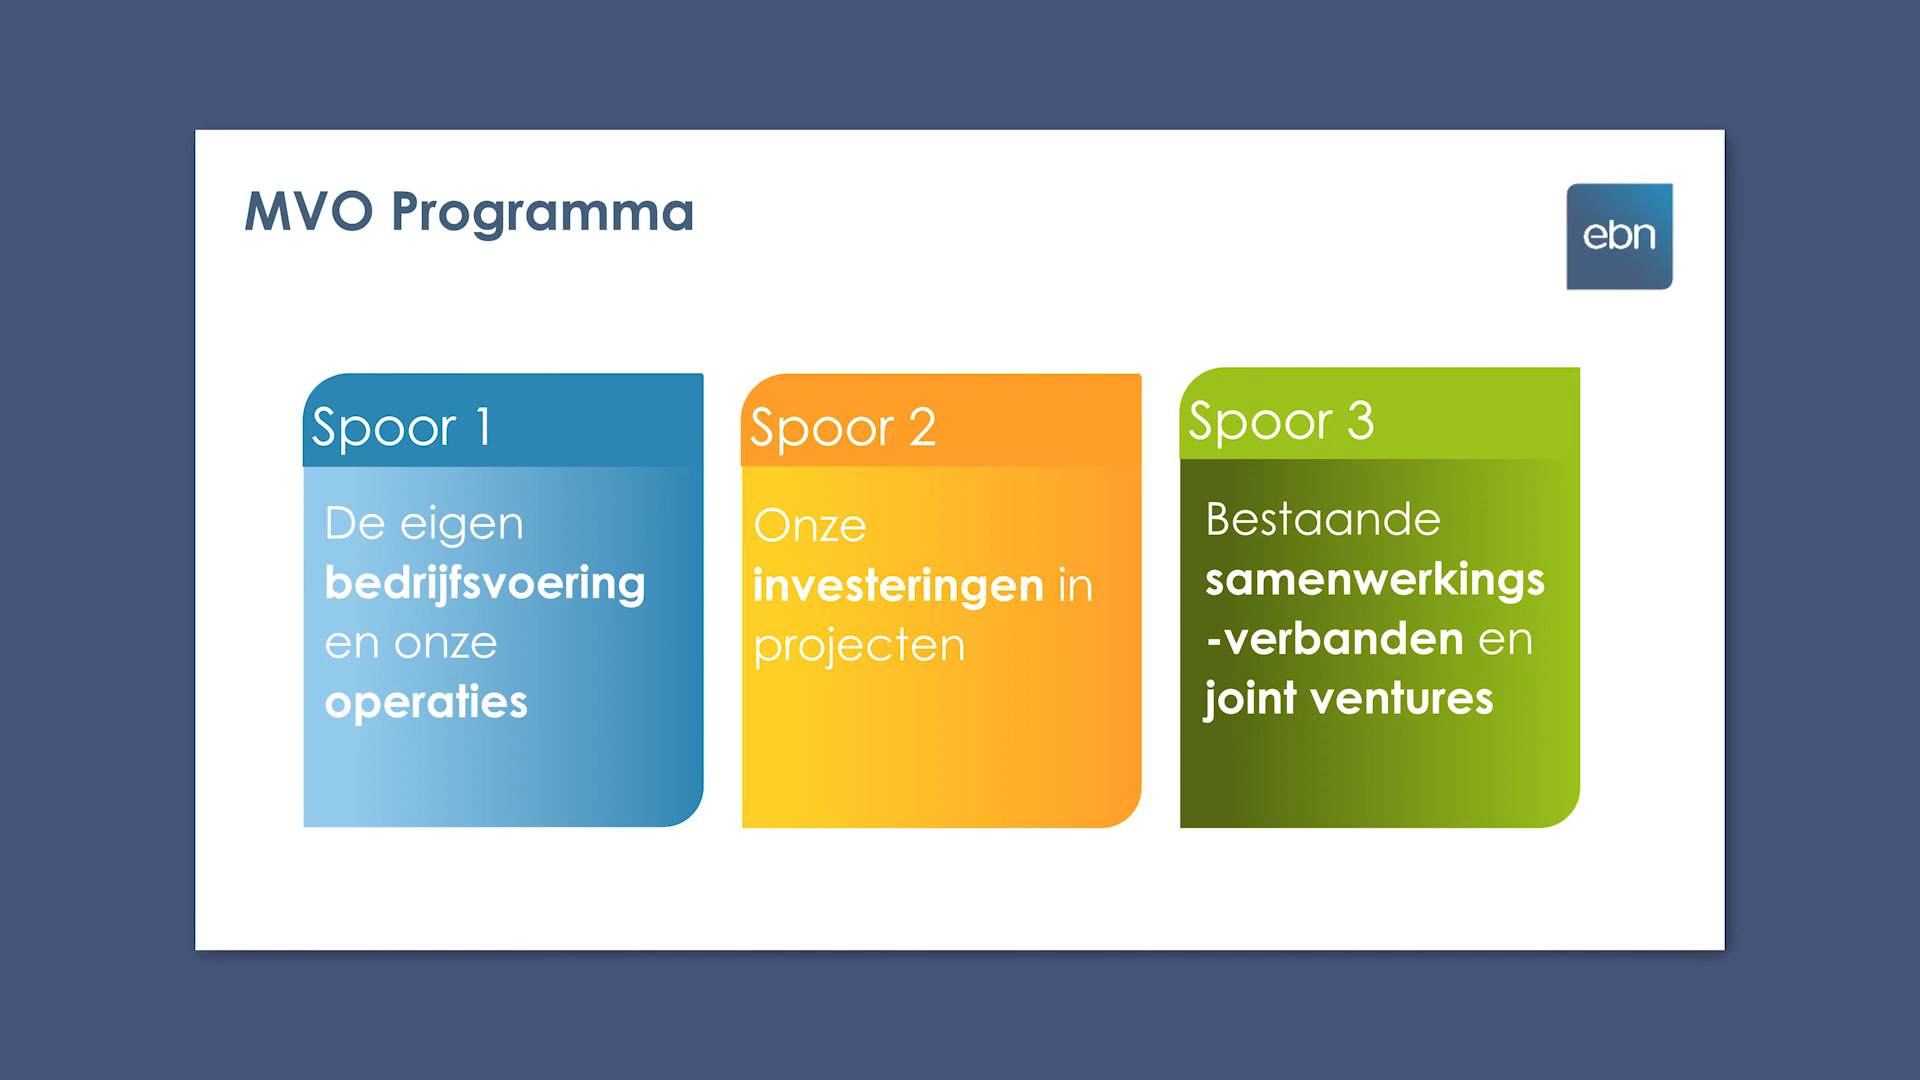 MVO Programma
ebn
Spoor 1
De eigen
bedrijfsvoering
en onze
operaties
Spoor 2
Onze
investeringen in
projecten
Spoor 3
Bestaande
samenwerkings
-verbanden en
joint ventures